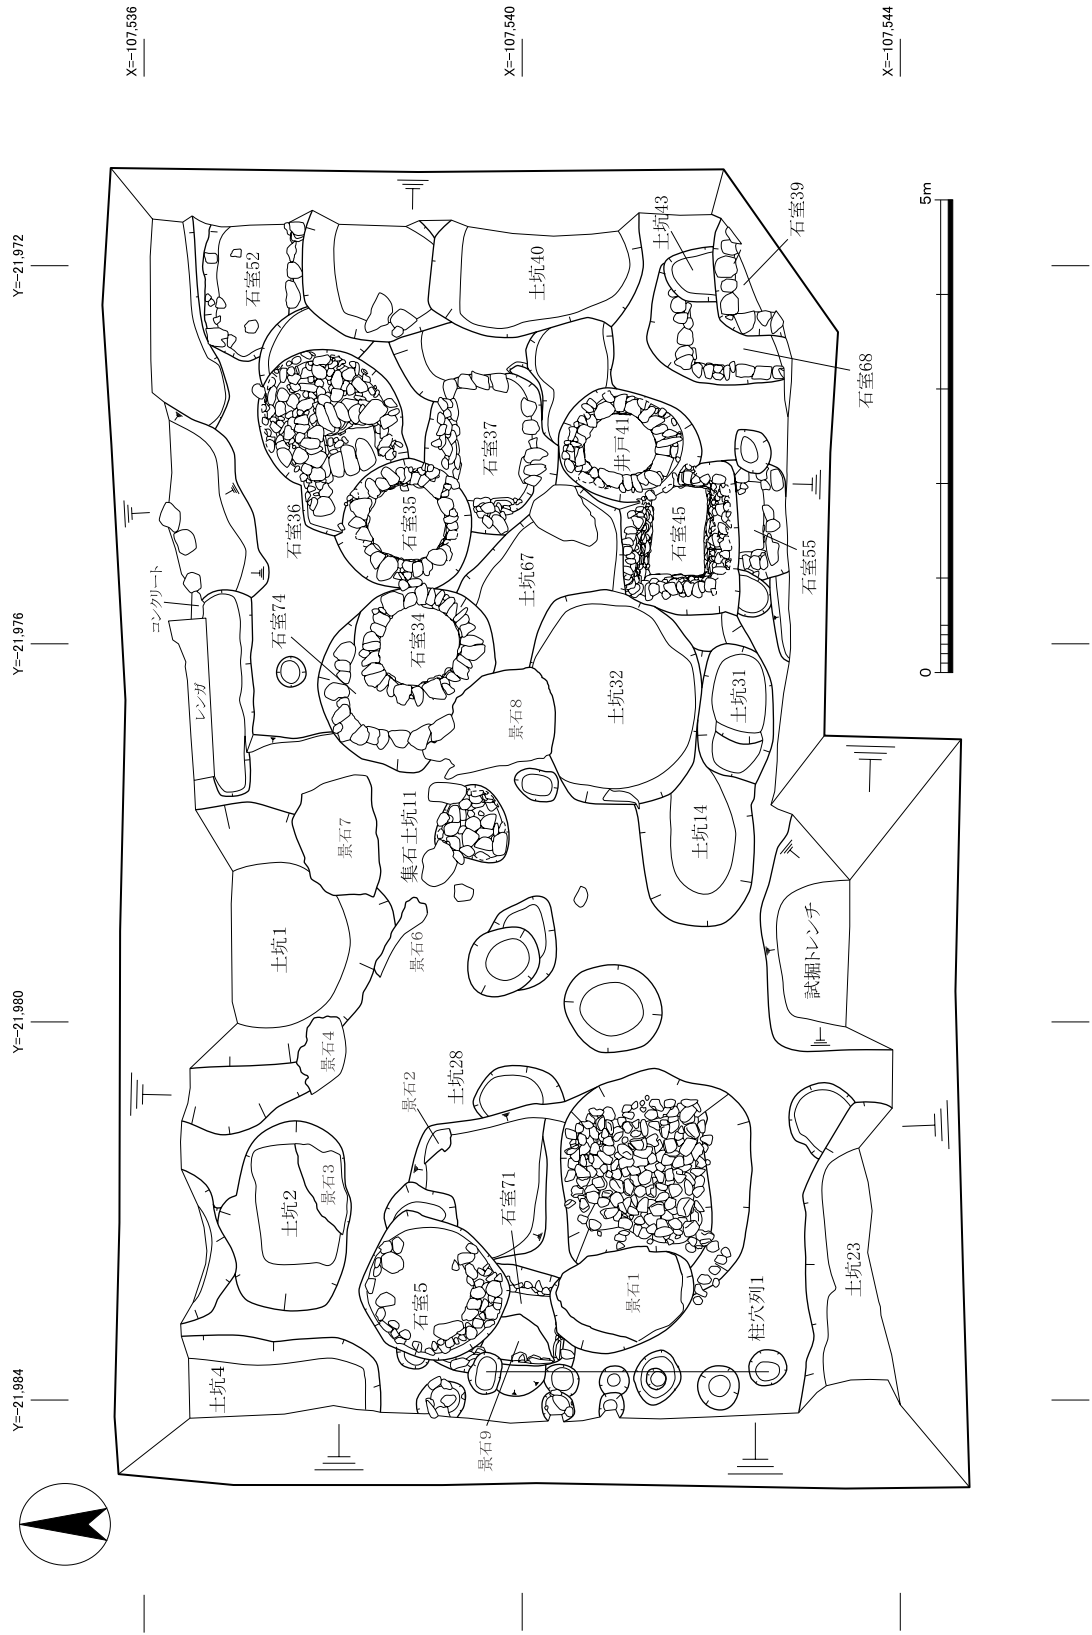 X=-107,536
X=-107,540
X=-107,544
Y=-21,972
Y=-21,976
Y=-21,980
Y=-21,984
5m
0
石室52
土坑40
土坑43
石室39
石室68
石室36
石室35
石室37
井戸41
石室45
石室55
土坑67
コンクリート
レンガ
石室74
石室34
景石8
土坑32
土坑31
土坑14
景石7
集石土坑11
土坑1
景石6
試掘トレンチ
景石4
景石2
土坑28
土坑2
景石3
石室71
石室5
景石1
柱穴列1
土坑23
土坑4
景石9